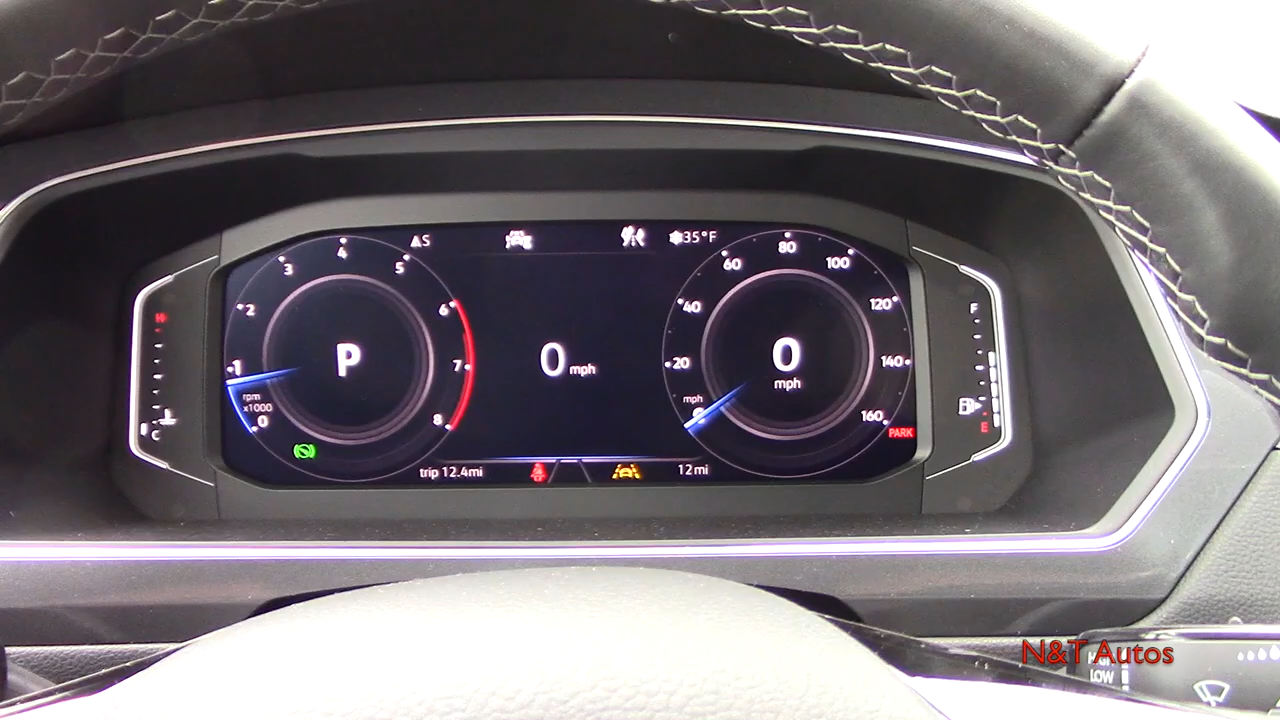 ΔS
35°F
4
80
3
5
60
100
2
6
40
120
1
P
7
0 mph
20
0
mph
140
rpm
x1000
0
8
mph
160
PARK
trip 12.4mi
12mi
H
C
F
E
N&T Autos
LOW